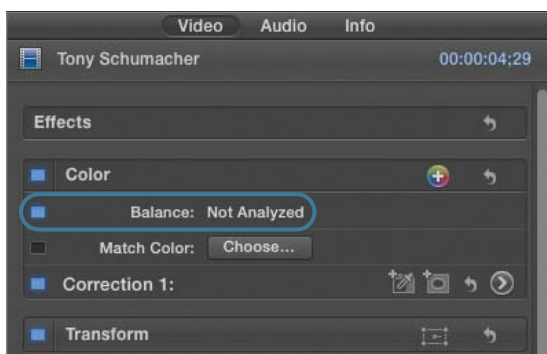 Video Audio Info
Tony Schumacher 00:00:04;29
Effects
Color
Balance: Not Analyzed
Match Color: Choose...
Correction 1:
Transform